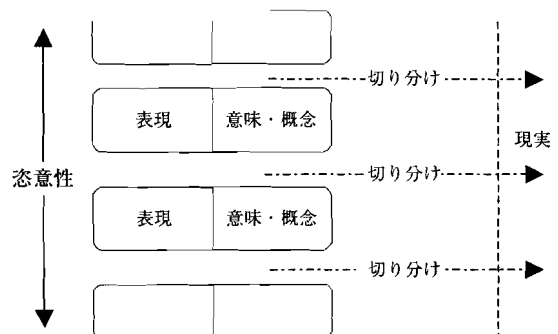 切り分け
表現 意味・概念
現実
恣意性
切り分け
表現 意味・概念
切り分け